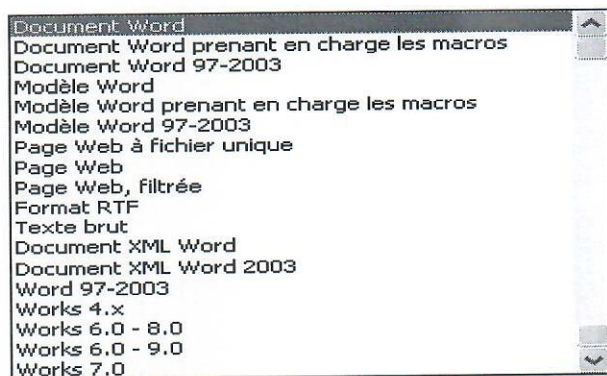 Document Word
Document Word prenant en charge les macros
Document Word 97-2003
Modèle Word
Modèle Word prenant en charge les macros
Modèle Word 97-2003
Page Web à fichier unique
Page Web
Page Web, filtrée
Format RTF
Texte brut
Document XML Word
Document XML Word 2003
Word 97-2003
Works 4.x
Works 6.0 - 8.0
Works 6.0 - 9.0
Works 7.0